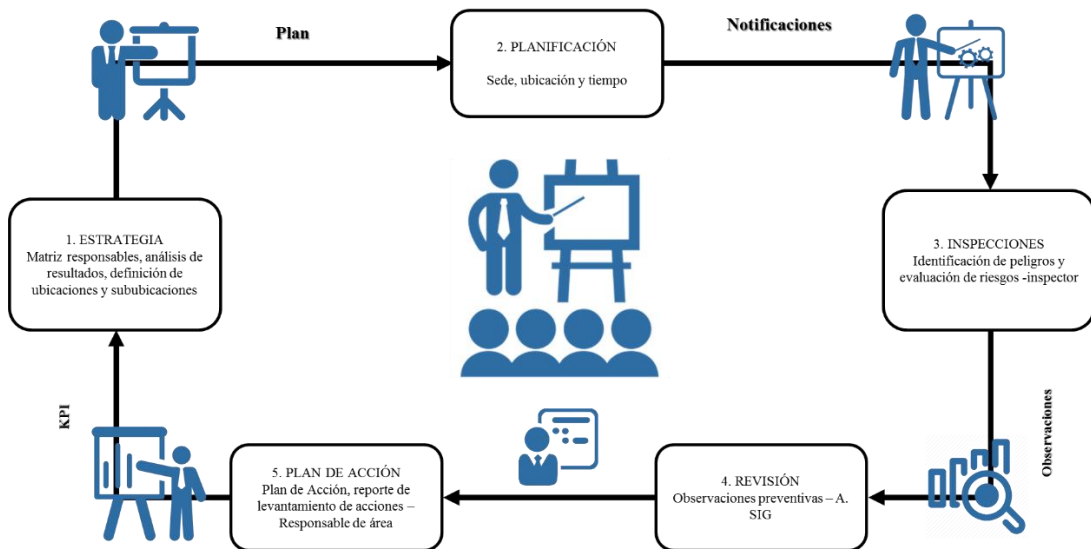 Plan
Notificaciones
2. PLANIFICACIÓN
Sede, ubicación y tiempo
1. ESTRATEGIA
Matriz responsables, análisis de
resultados, definición de
ubicaciones y sububicaciones
3. INSPECCIONES
Identificación de peligros y
evaluación de riesgos -inspector
KPI
Observaciones
5. PLAN DE ACCIÓN
Plan de Acción, reporte de
levantamiento de acciones –
Responsable de área
4. REVISIÓN
Observaciones preventivas – A.
SIG